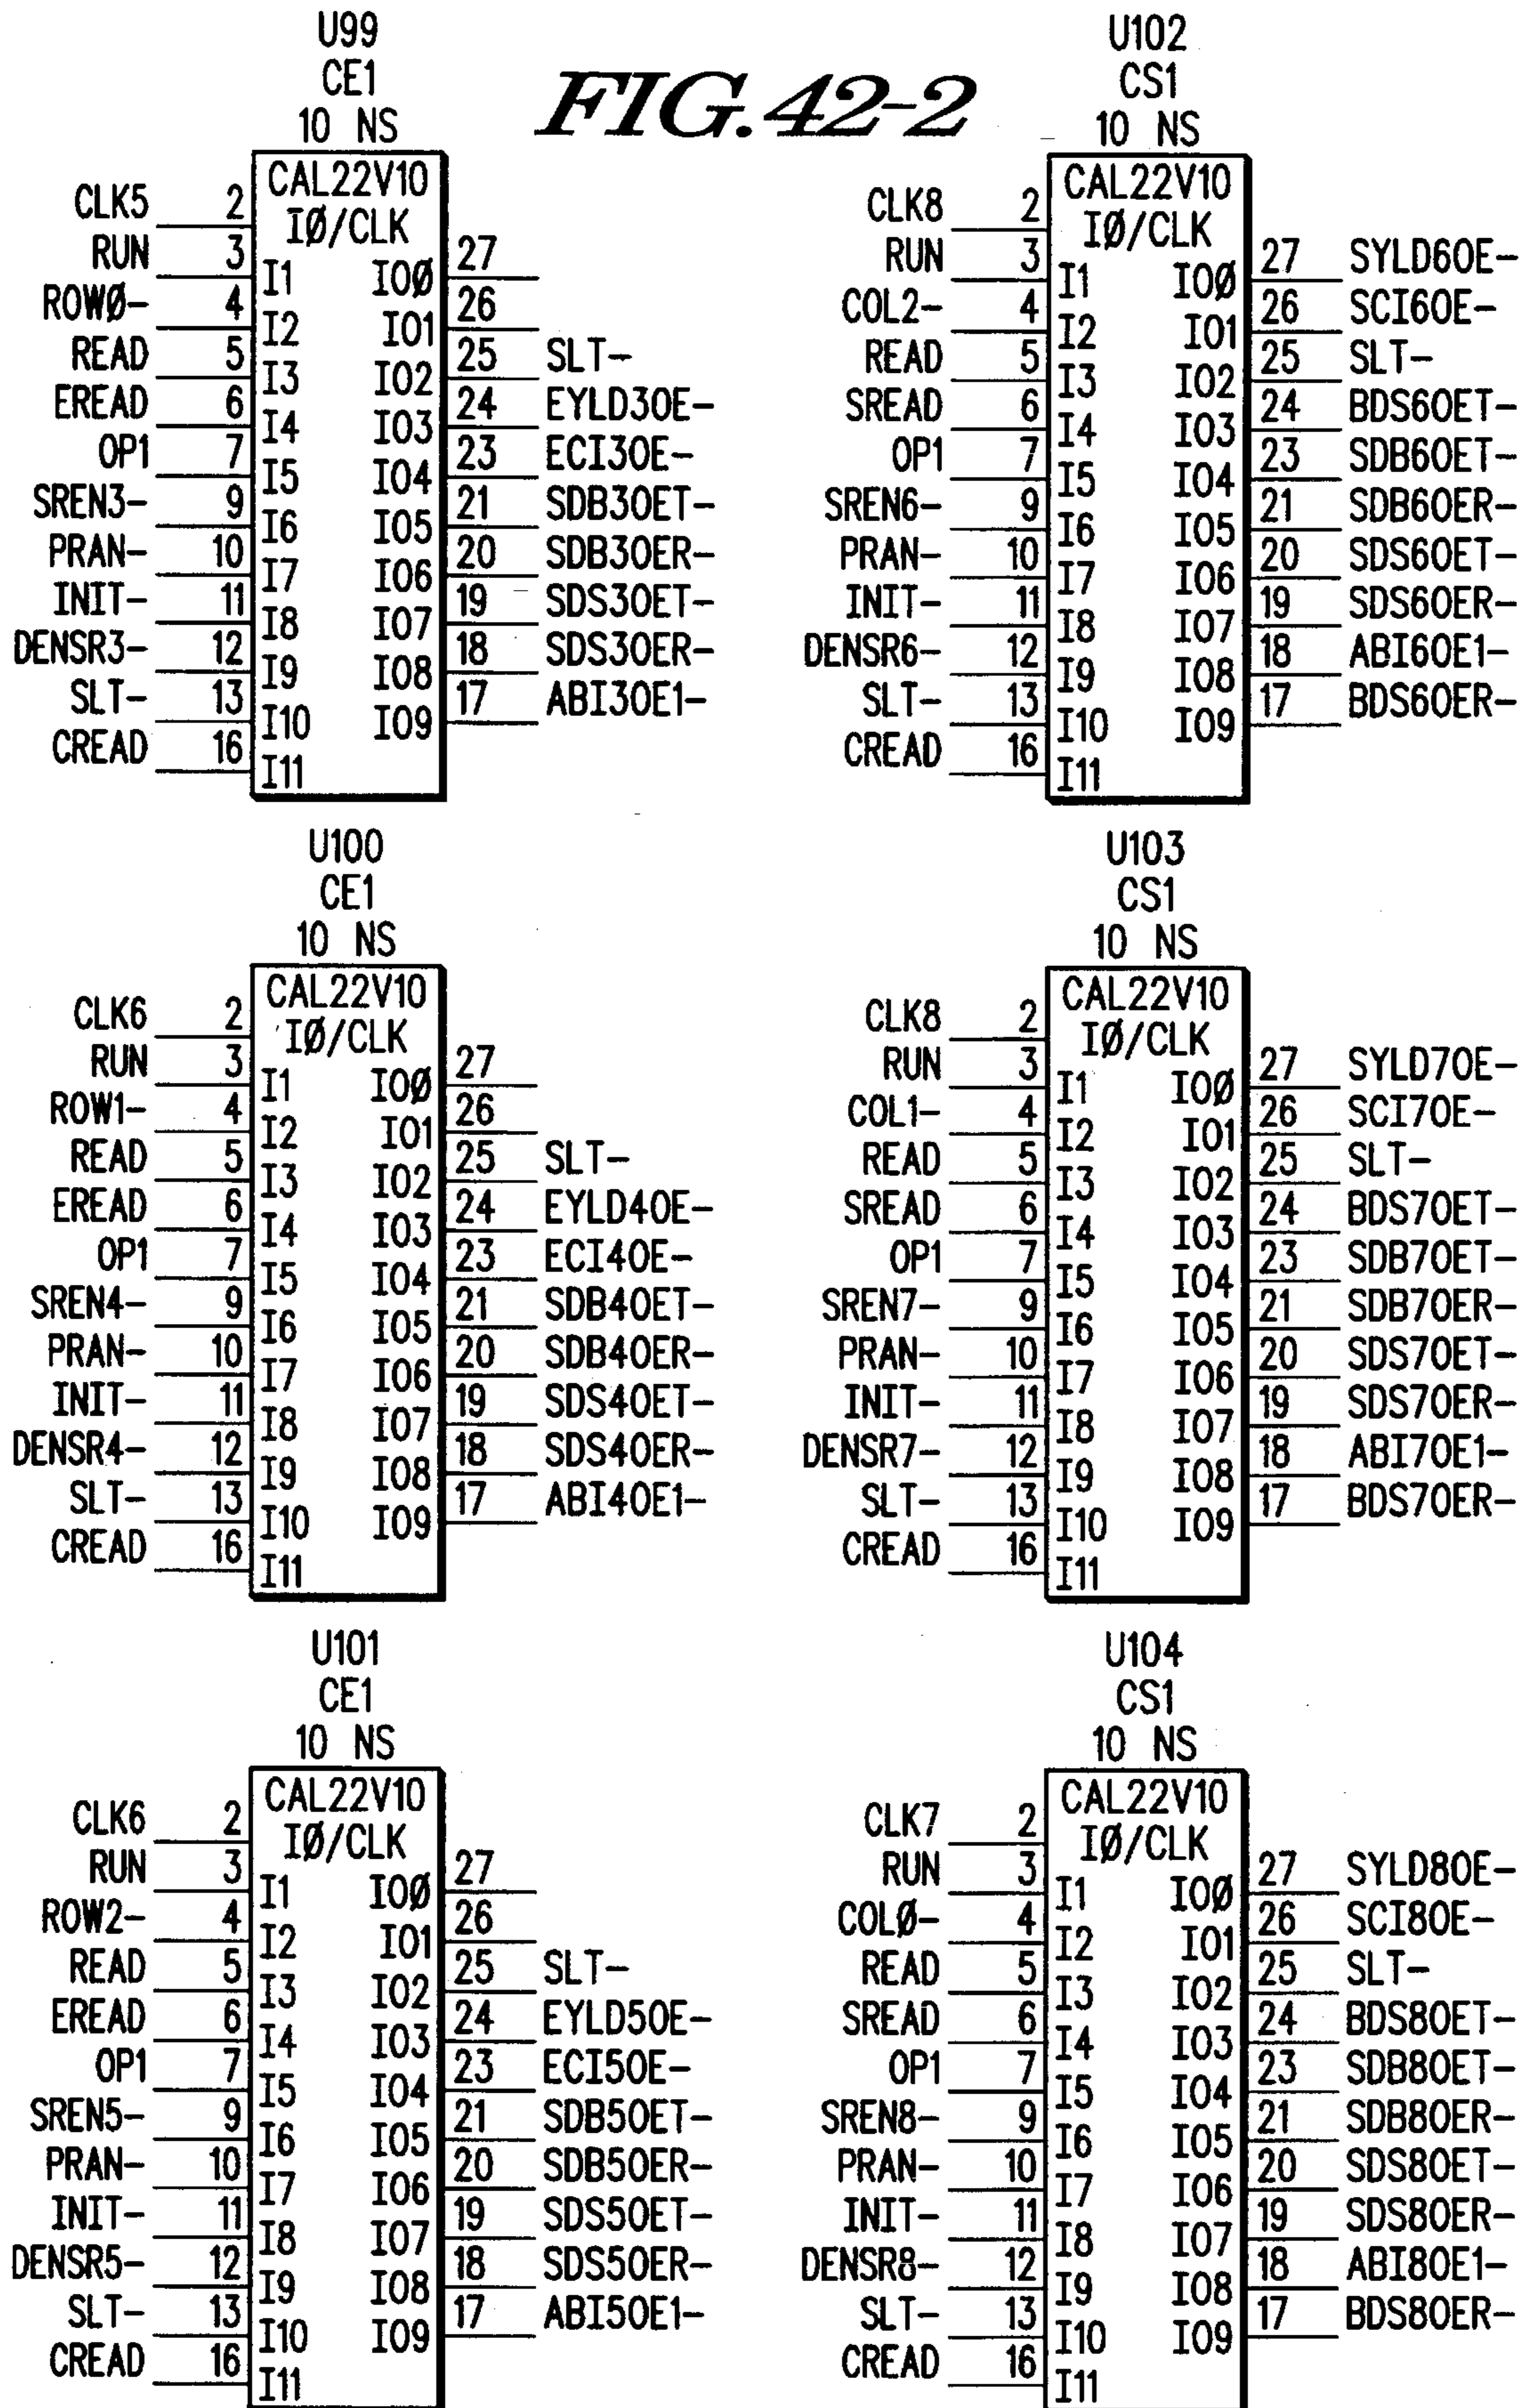 FIG.42-2
U99
CE1
10 NS
CAL22V10
CLK5 2 IØ/CLK
RUN 3 I1 IOØ 27
ROWØ- 4 I2 IO1 26
READ 5 I3 IO2 25 SLT-
EREAD 6 I4 IO3 24 EYLD3OE-
OP1 7 I5 IO4 23 ECI3OE-
SREN3- 9 I6 IO5 21 SDB3OET-
PRAN- 10 I7 IO6 20 SDB3OER-
INIT- 11 I8 IO7 19 SDS3OET-
DENSR3- 12 I9 IO8 18 SDS3OER-
SLT- 13 I10 IO9 17 ABI3OE1-
CREAD 16 I11
U102
CS1
10 NS
CAL22V10
CLK8 2 IØ/CLK
RUN 3 I1 IOØ 27 SYLD6OE-
COL2- 4 I2 IO1 26 SCI6OE-
READ 5 I3 IO2 25 SLT-
SREAD 6 I4 IO3 24 BDS6OET-
OP1 7 I5 IO4 23 SDB6OET-
SREN6- 9 I6 IO5 21 SDB6OER-
PRAN- 10 I7 IO6 20 SDS6OET-
INIT- 11 I8 IO7 19 SDS6OER-
DENSR6- 12 I9 IO8 18 ABI6OE1-
SLT- 13 I10 IO9 17 BDS6OER-
CREAD 16 I11
U100
CE1
10 NS
CAL22V10
CLK6 2 IØ/CLK
RUN 3 I1 IOØ 27
ROW1- 4 I2 IO1 26
READ 5 I3 IO2 25 SLT-
EREAD 6 I4 IO3 24 EYLD4OE-
OP1 7 I5 IO4 23 ECI4OE-
SREN4- 9 I6 IO5 21 SDB4OET-
PRAN- 10 I7 IO6 20 SDB4OER-
INIT- 11 I8 IO7 19 SDS4OET-
DENSR4- 12 I9 IO8 18 SDS4OER-
SLT- 13 I10 IO9 17 ABI4OE1-
CREAD 16 I11
U103
CS1
10 NS
CAL22V10
CLK8 2 IØ/CLK
RUN 3 I1 IOØ 27 SYLD7OE-
COL1- 4 I2 IO1 26 SCI7OE-
READ 5 I3 IO2 25 SLT-
SREAD 6 I4 IO3 24 BDS7OET-
OP1 7 I5 IO4 23 SDB7OET-
SREN7- 9 I6 IO5 21 SDB7OER-
PRAN- 10 I7 IO6 20 SDS7OET-
INIT- 11 I8 IO7 19 SDS7OER-
DENSR7- 12 I9 IO8 18 ABI7OE1-
SLT- 13 I10 IO9 17 BDS7OER-
CREAD 16 I11
U101
CE1
10 NS
CAL22V10
CLK6 2 IØ/CLK
RUN 3 I1 IOØ 27
ROW2- 4 I2 IO1 26
READ 5 I3 IO2 25 SLT-
EREAD 6 I4 IO3 24 EYLD5OE-
OP1 7 I5 IO4 23 ECI5OE-
SREN5- 9 I6 IO5 21 SDB5OET-
PRAN- 10 I7 IO6 20 SDB5OER-
INIT- 11 I8 IO7 19 SDS5OET-
DENSR5- 12 I9 IO8 18 SDS5OER-
SLT- 13 I10 IO9 17 ABI5OE1-
CREAD 16 I11
U104
CS1
10 NS
CAL22V10
CLK7 2 IØ/CLK
RUN 3 I1 IOØ 27 SYLD8OE-
COLØ- 4 I2 IO1 26 SCI8OE-
READ 5 I3 IO2 25 SLT-
SREAD 6 I4 IO3 24 BDS8OET-
OP1 7 I5 IO4 23 SDB8OET-
SREN8- 9 I6 IO5 21 SDB8OER-
PRAN- 10 I7 IO6 20 SDS8OET-
INIT- 11 I8 IO7 19 SDS8OER-
DENSR8- 12 I9 IO8 18 ABI8OE1-
SLT- 13 I10 IO9 17 BDS8OER-
CREAD 16 I11